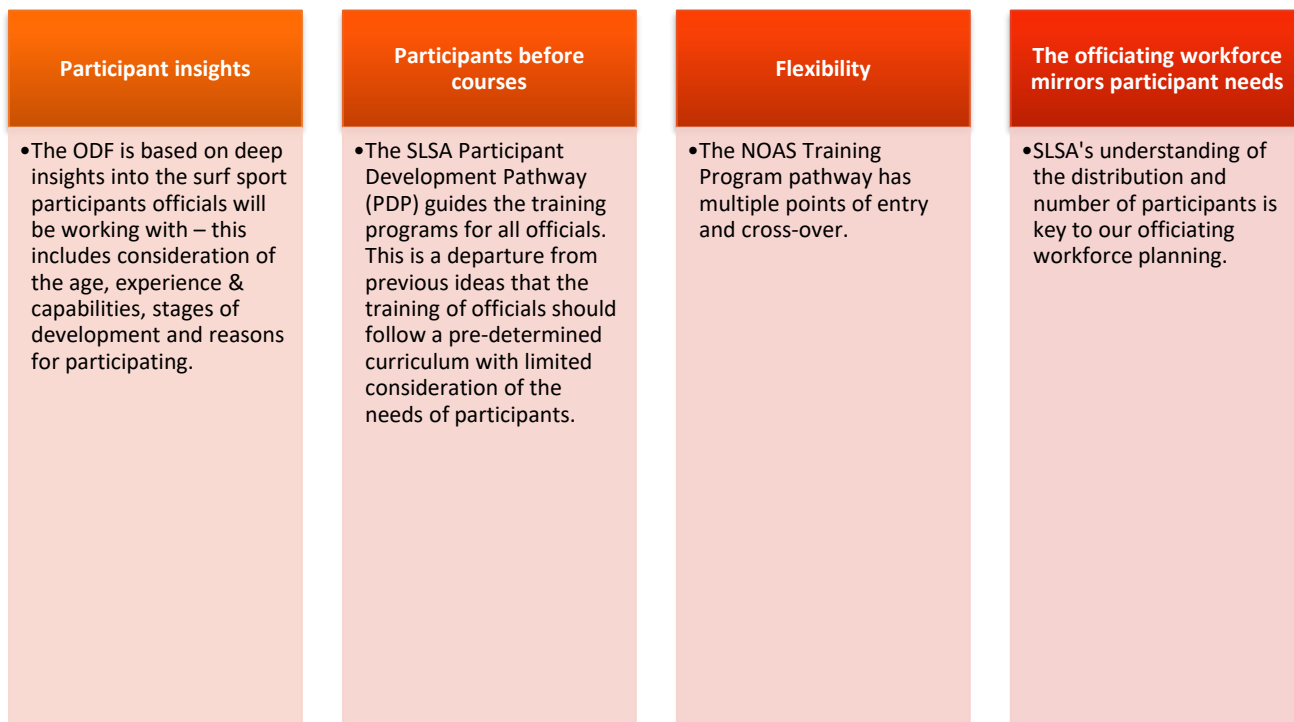 Participant insights
•The ODF is based on deep
insights into the surf sport
participants officials will
be working with – this
includes consideration of
the age, experience &
capabilities, stages of
development and reasons
for participating.
Participants before
courses
•The SLSA Participant
Development Pathway
(PDP) guides the training
programs for all officials.
This is a departure from
previous ideas that the
training of officials should
follow a pre-determined
curriculum with limited
consideration of the
needs of participants.
Flexibility
•The NOAS Training
Program pathway has
multiple points of entry
and cross-over.
The officiating workforce
mirrors participant needs
•SLSA's understanding of
the distribution and
number of participants is
key to our officiating
workforce planning.